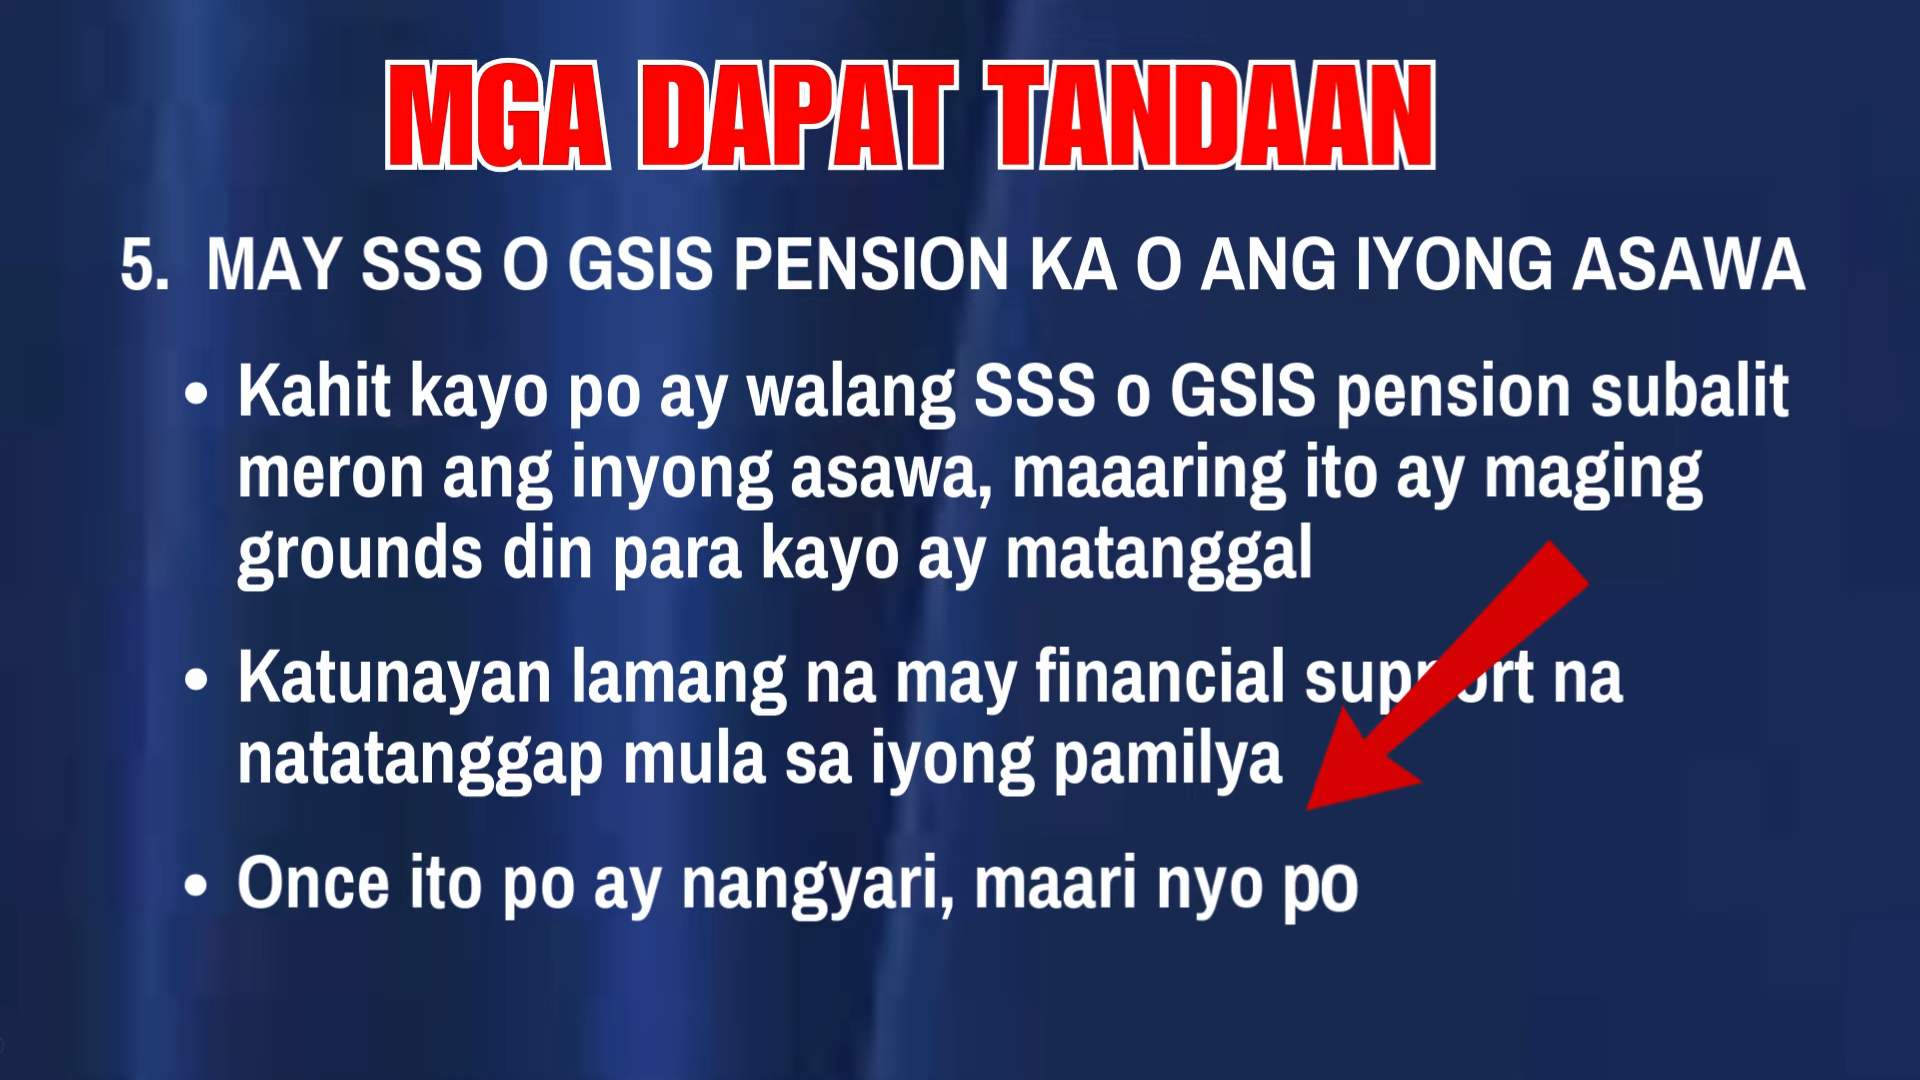 MGA DAPAT TANDAAN
5. MAY SSS O GSIS PENSION KA O ANG IYONG ASAWA
• Kahit kayo po ay walang SSS o GSIS pension subalit
meron ang inyong asawa, maaaring ito ay maging
grounds din para kayo ay matanggal
• Katunayan lamang na may financial support na
natatanggap mula sa iyong pamilya
• Once ito po ay nangyari, maari nyo po